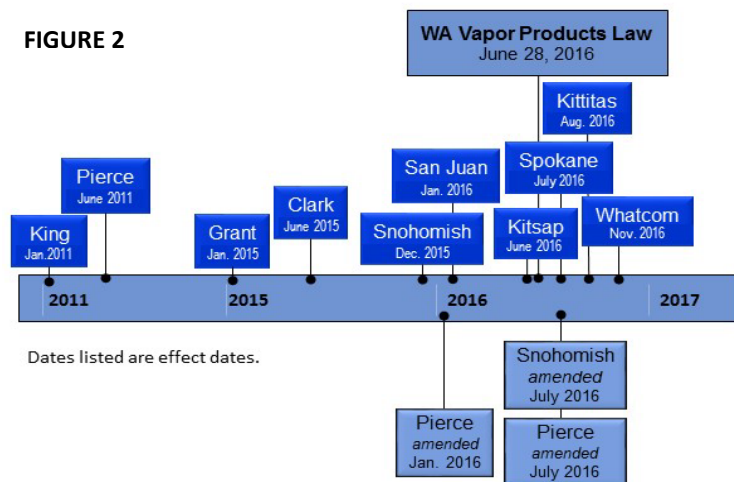 FIGURE 2
WA Vapor Products Law
June 28, 2016
Kittitas
Aug. 2016
Pierce
June 2011
San Juan
Jan. 2016
Spokane
July 2016
King
Jan.2011
Grant
Jan. 2015
Clark
June 2015
Snohomish
Dec. 2015
Kitsap
June 2016
Whatcom
Nov. 2016
2011
2015
2016
2017
Dates listed are effect dates.
Snohomish
amended
July 2016
Pierce
amended
Jan. 2016
Pierce
amended
July 2016